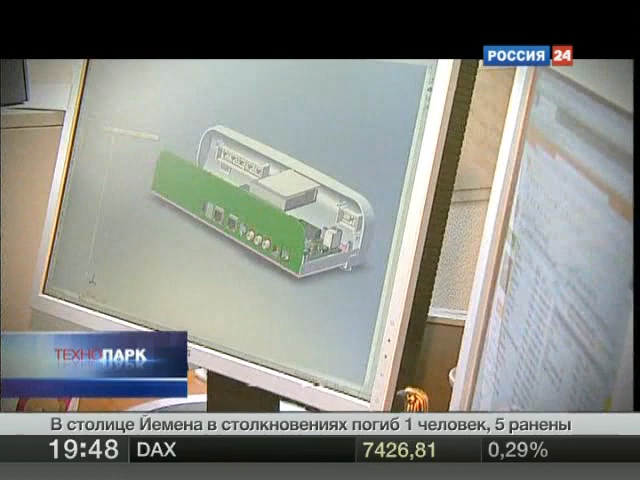 РОССИЯ 24
ТЕХНОПАРК
В столице Йемена в столкновениях погиб 1 человек, 5 ранены
19:48 DAX 7426,81 0,29%